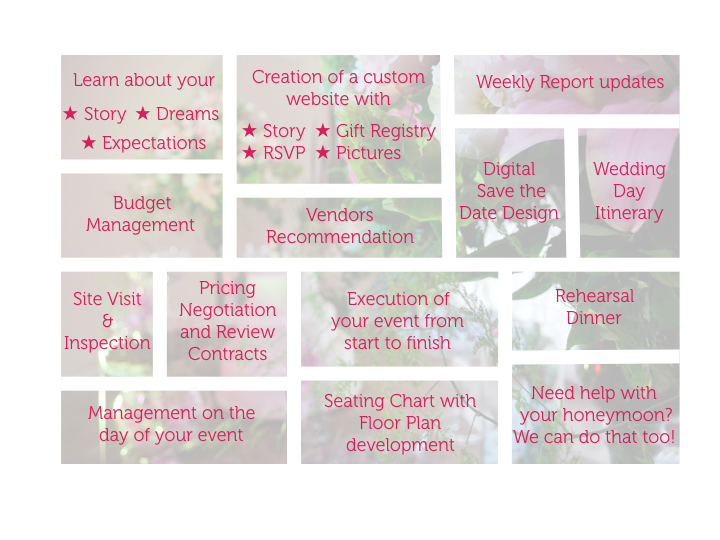 Learn about your
★ Story ★ Dreams
★ Expectations
Creation of a custom
website with
★ Story ★ Gift Registry
★ RSVP ★ Pictures
Weekly Report updates
Budget
Management
Vendors
Recommendation
Digital
Save the
Date Design
Wedding
Day
Itinerary
Site Visit
&
Inspection
Pricing
Negotiation
and Review
Contracts
Execution of
your event from
start to finish
Rehearsal
Dinner
Management on the
day of your event
Seating Chart with
Floor Plan
development
Need help with
your honeymoon?
We can do that too!